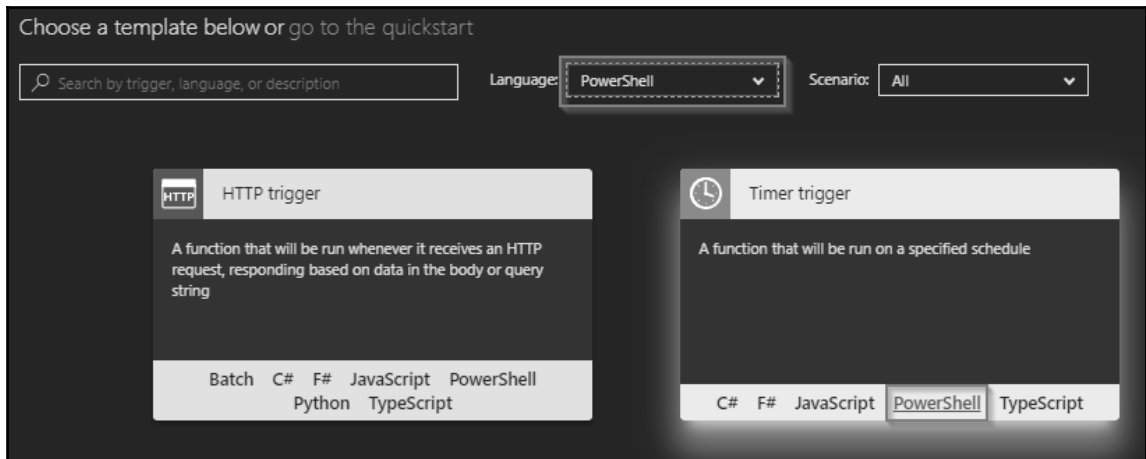 Choose a template below or go to the quickstart
Search by trigger, language, or description
Language: PowerShell
Scenario: All
HTTP
HTTP trigger
A function that will be run whenever it receives an HTTP
request, responding based on data in the body or query
string
Batch C# F# JavaScript PowerShell
Python TypeScript
Timer trigger
A function that will be run on a specified schedule
C# F# JavaScript PowerShell TypeScript